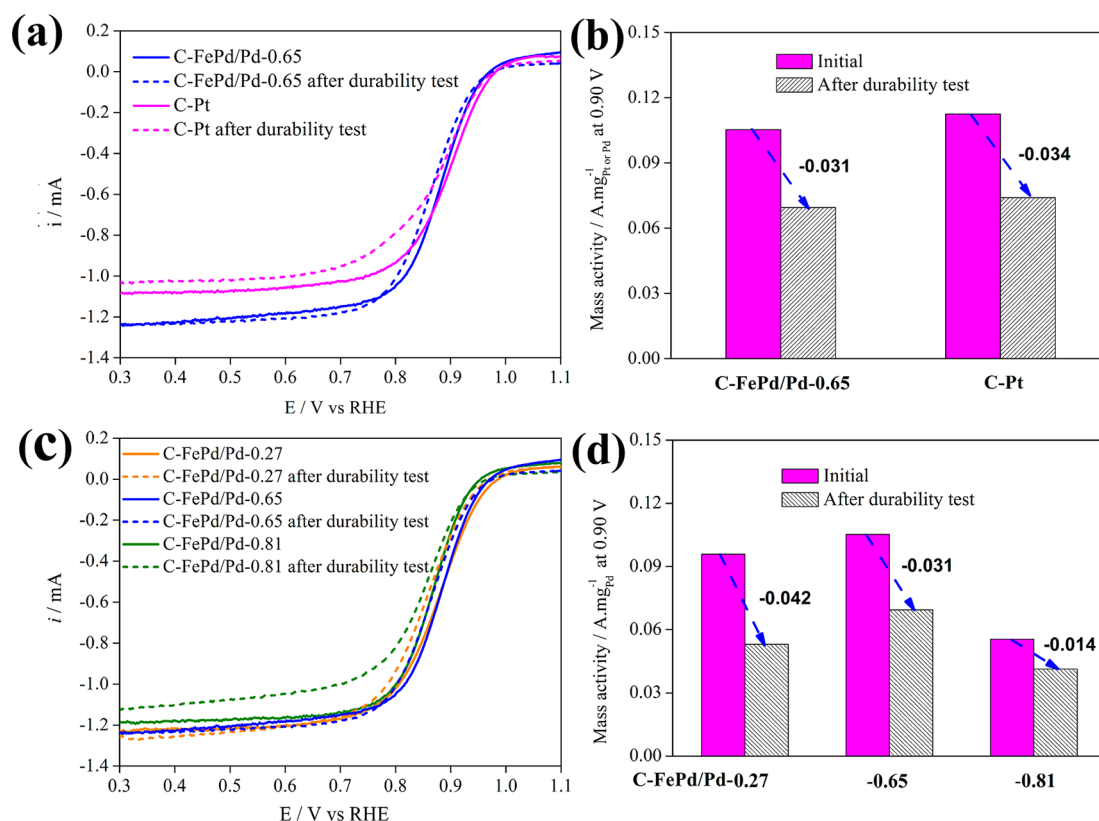 (a)
0.2
0.0
-0.2
-0.4
-0.6
-0.8
-1.0
-1.2
-1.4
i / mA
C-FePd/Pd-0.65
C-FePd/Pd-0.65 after durability test
C-Pt
C-Pt after durability test
0.3 0.4 0.5 0.6 0.7 0.8 0.9 1.0 1.1
E / V vs RHE
(b)
0.15
0.12
0.09
0.06
0.03
0.00
Mass activity / A.mg⁻¹Pt or Pd at 0.90 V
Initial
After durability test
-0.031
-0.034
C-FePd/Pd-0.65 C-Pt
(c)
0.2
0.0
-0.2
-0.4
-0.6
-0.8
-1.0
-1.2
-1.4
i / mA
C-FePd/Pd-0.27
C-FePd/Pd-0.27 after durability test
C-FePd/Pd-0.65
C-FePd/Pd-0.65 after durability test
C-FePd/Pd-0.81
C-FePd/Pd-0.81 after durability test
0.3 0.4 0.5 0.6 0.7 0.8 0.9 1.0 1.1
E / V vs RHE
(d)
0.15
0.12
0.09
0.06
0.03
0.00
Mass activity / A.mg⁻¹Pd at 0.90 V
Initial
After durability test
-0.042
-0.031
-0.014
C-FePd/Pd-0.27 -0.65 -0.81